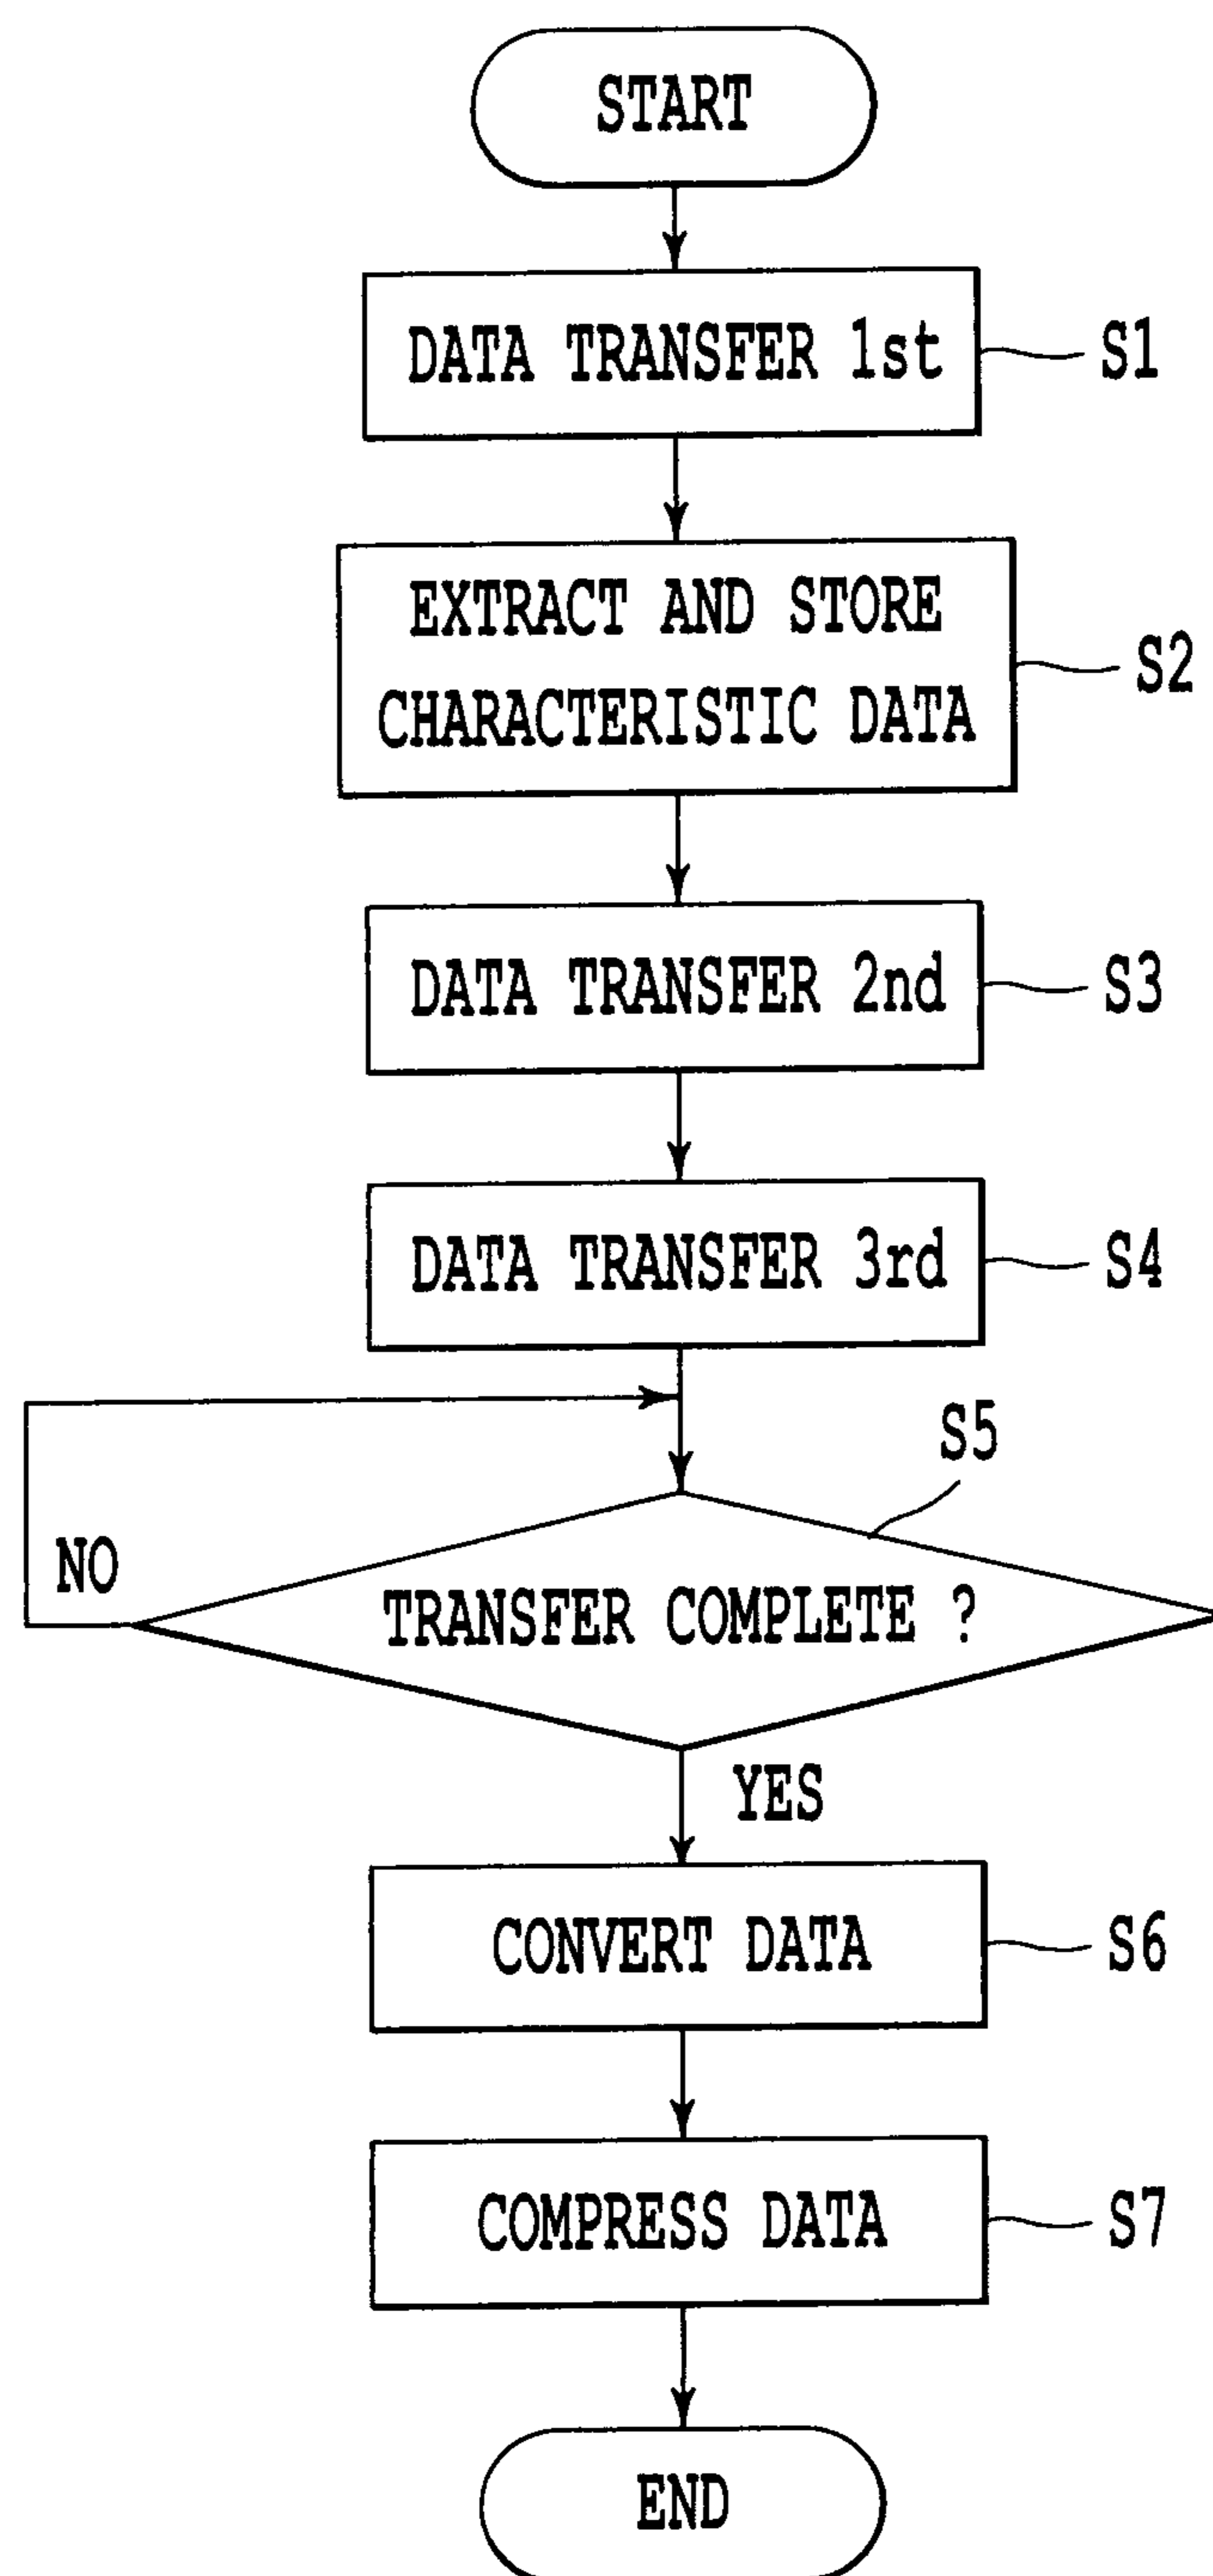 START
DATA TRANSFER 1st
S1
EXTRACT AND STORE
CHARACTERISTIC DATA
S2
DATA TRANSFER 2nd
S3
DATA TRANSFER 3rd
S4
S5
NO
TRANSFER COMPLETE ?
YES
CONVERT DATA
S6
COMPRESS DATA
S7
END